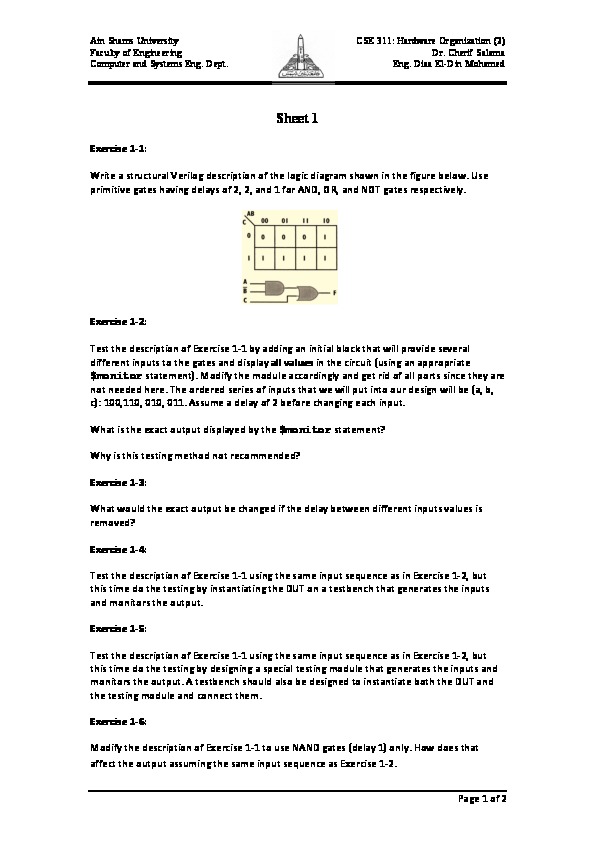 Ain Shams University
CSE 311: Hardware Organization (2)
Faculty of Engineering
Dr. Cherif Salama
Computer and Systems Eng. Dept.
Eng. Diaa El-Din Mohamed
Sheet 1
Exercise 1-1:
Write a structural Verilog description of the logic diagram shown in the figure below. Use
primitive gates having delays of 2, 2, and 1 for AND, OR, and NOT gates respectively.
AB
C 00 01 11 10
0 0 0 0 1
1 1 1 1 1
A
B̅
C
F
Exercise 1-2:
Test the description of Exercise 1-1 by adding an initial block that will provide several
different inputs to the gates and display all values in the circuit (using an appropriate
$monitor statement). Modify the module accordingly and get rid of all ports since they are
not needed here. The ordered series of inputs that we will put into our design will be (a, b,
c): 100,110, 010, 011. Assume a delay of 2 before changing each input.
What is the exact output displayed by the $monitor statement?
Why is this testing method not recommended?
Exercise 1-3:
What would the exact output be changed if the delay between different inputs values is
removed?
Exercise 1-4:
Test the description of Exercise 1-1 using the same input sequence as in Exercise 1-2, but
this time do the testing by instantiating the DUT on a testbench that generates the inputs
and monitors the output.
Exercise 1-5:
Test the description of Exercise 1-1 using the same input sequence as in Exercise 1-2, but
this time do the testing by designing a special testing module that generates the inputs and
monitors the output. A testbench should also be designed to instantiate both the DUT and
the testing module and connect them.
Exercise 1-6:
Modify the description of Exercise 1-1 to use NAND gates (delay 1) only. How does that
affect the output assuming the same input sequence as Exercise 1-2.
Page 1 of 2